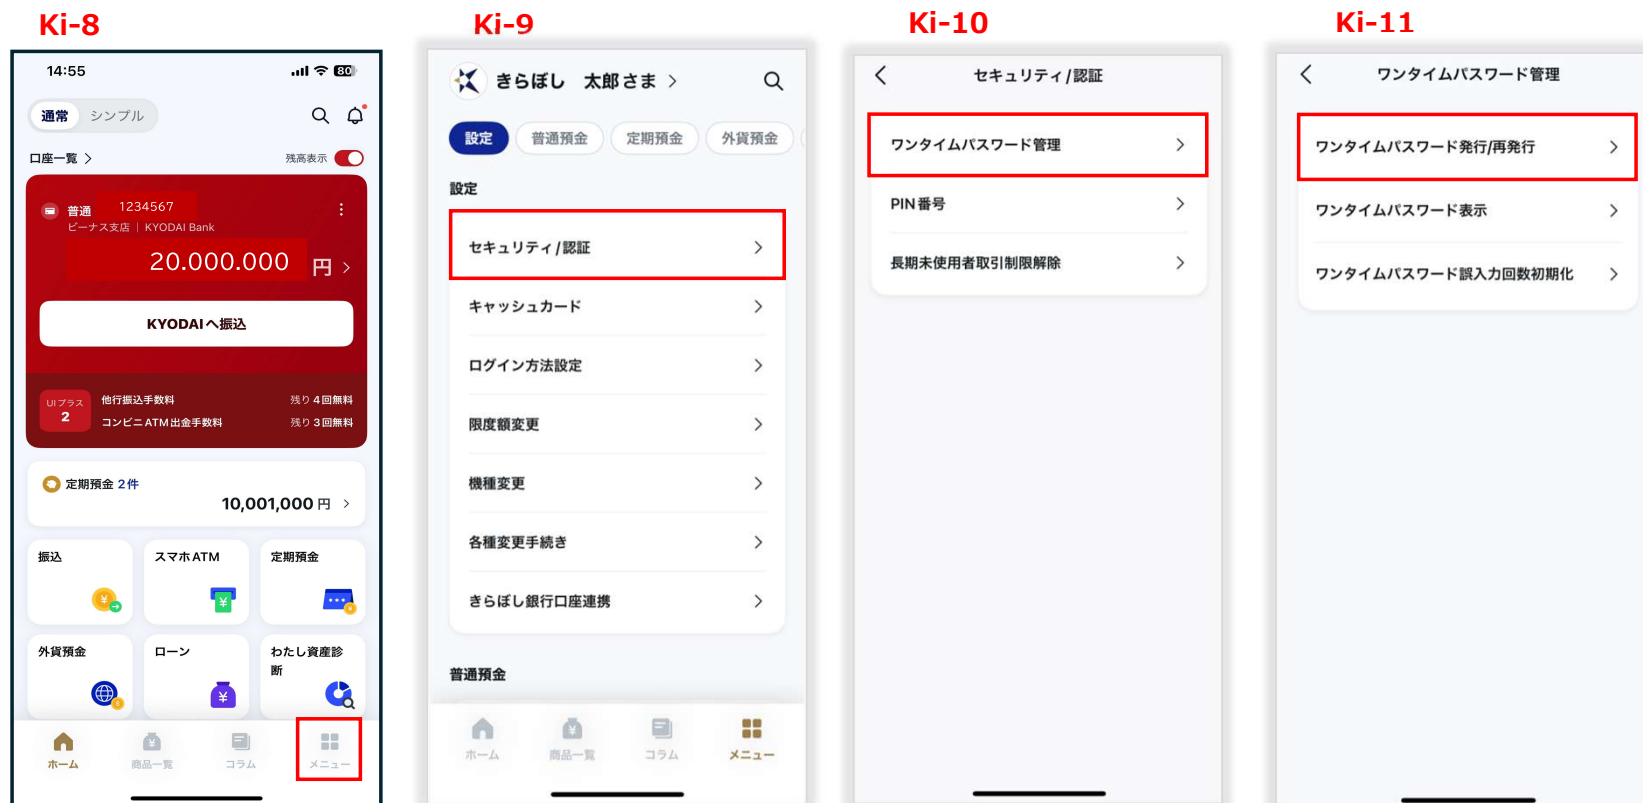 Ki-8
14:55
80
通常 シンプル
口座一覧 >
残高表示
普通 1234567
ビーナス支店 | KYODAI Bank
20.000.000 円 >
KYODAIへ振込
UIプラス
2
他行振込手数料 残り4回無料
コンビニATM出金手数料 残り3回無料
定期預金 2件
10,001,000 円 >
振込
スマホATM
定期預金
外貨預金
ローン
わたし資産診
断
ホーム
商品一覧
コラム
メニュー
Ki-9
きらぼし 太郎さま >
設定 普通預金 定期預金 外貨預金
設定
セキュリティ/認証
キャッシュカード
ログイン方法設定
限度額変更
機種変更
各種変更手続き
きらぼし銀行口座連携
普通預金
ホーム
商品一覧
コラム
メニュー
Ki-10
セキュリティ/認証
ワンタイムパスワード管理
PIN番号
長期未使用者取引制限解除
Ki-11
ワンタイムパスワード管理
ワンタイムパスワード発行/再発行
ワンタイムパスワード表示
ワンタイムパスワード誤入力回数初期化